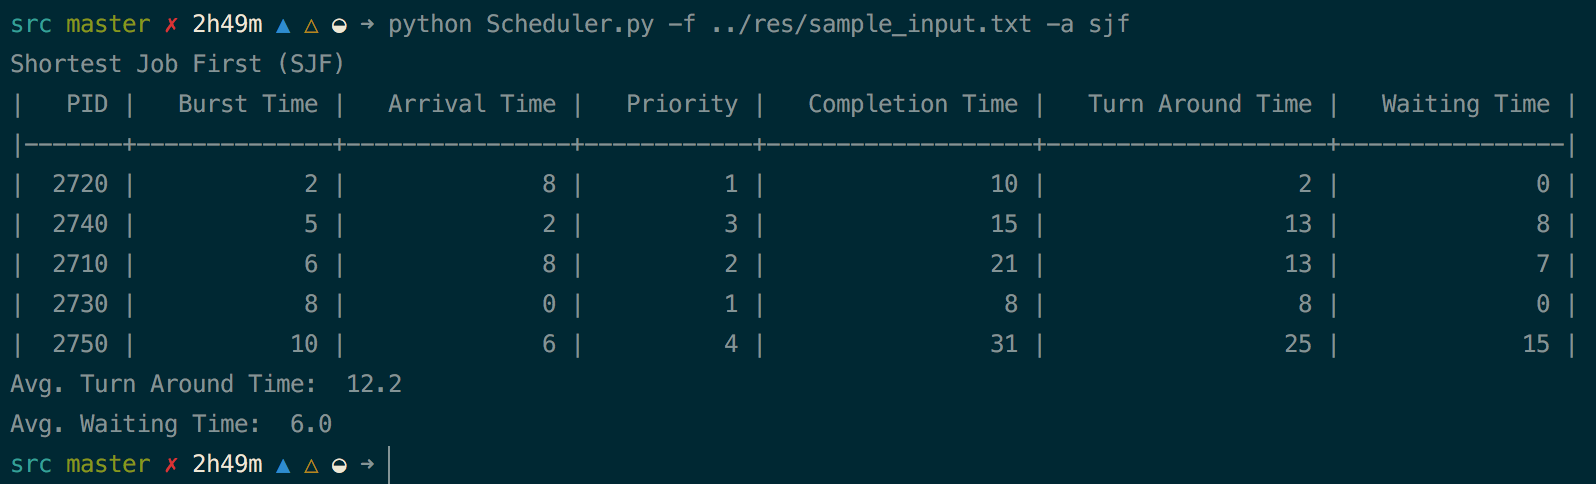 src master ✗ 2h49m ▲ △ ◒ → python Scheduler.py -f ../res/sample_input.txt -a sjf
Shortest Job First (SJF)
|   PID |   Burst Time |   Arrival Time |   Priority |   Completion Time |   Turn Around Time |   Waiting Time |
|-------+--------------+----------------+------------+-------------------+--------------------+----------------|
|  2720 |            2 |              8 |          1 |                10 |                  2 |              0 |
|  2740 |            5 |              2 |          3 |                15 |                 13 |              8 |
|  2710 |            6 |              8 |          2 |                21 |                 13 |              7 |
|  2730 |            8 |              0 |          1 |                 8 |                  8 |              0 |
|  2750 |           10 |              6 |          4 |                31 |                 25 |             15 |
Avg. Turn Around Time:  12.2
Avg. Waiting Time:  6.0
src master ✗ 2h49m ▲ △ ◒ →